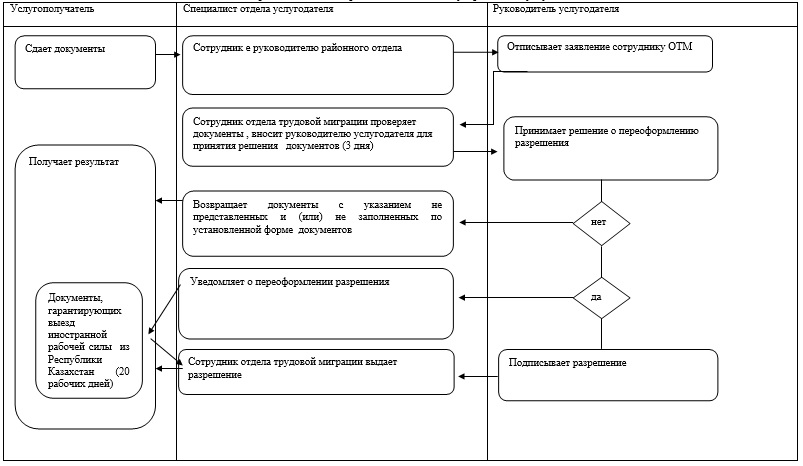 Услугополучатель
Специалист отдела услугодателя
Руководитель услугодателя
Сдает документы
Сотрудник е руководителю районного отдела
Отписывает заявление сотруднику ОТМ
Сотрудник отдела трудовой миграции проверяет
документы , вносит руководителю услугодателя для
принятия решения документов (3 дня)
Принимает решение о переоформлению
разрешения
Получает результат
Возвращает документы с указанием не
представленных и (или) не заполненных по
установленной форме документов
нет
Уведомляет о переоформлении разрешения
да
Документы,
гарантирующих
выезд
иностранной
рабочей силы из
Республики
Казахстан (20
рабочих дней)
Сотрудник отдела трудовой миграции выдает
разрешение
Подписывает разрешение